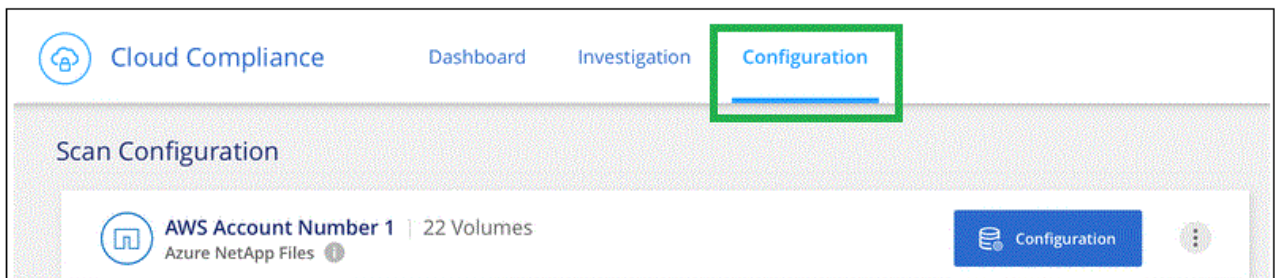 Cloud Compliance Dashboard Investigation Configuration
Scan Configuration
AWS Account Number 1 | 22 Volumes
Azure NetApp Files
Configuration